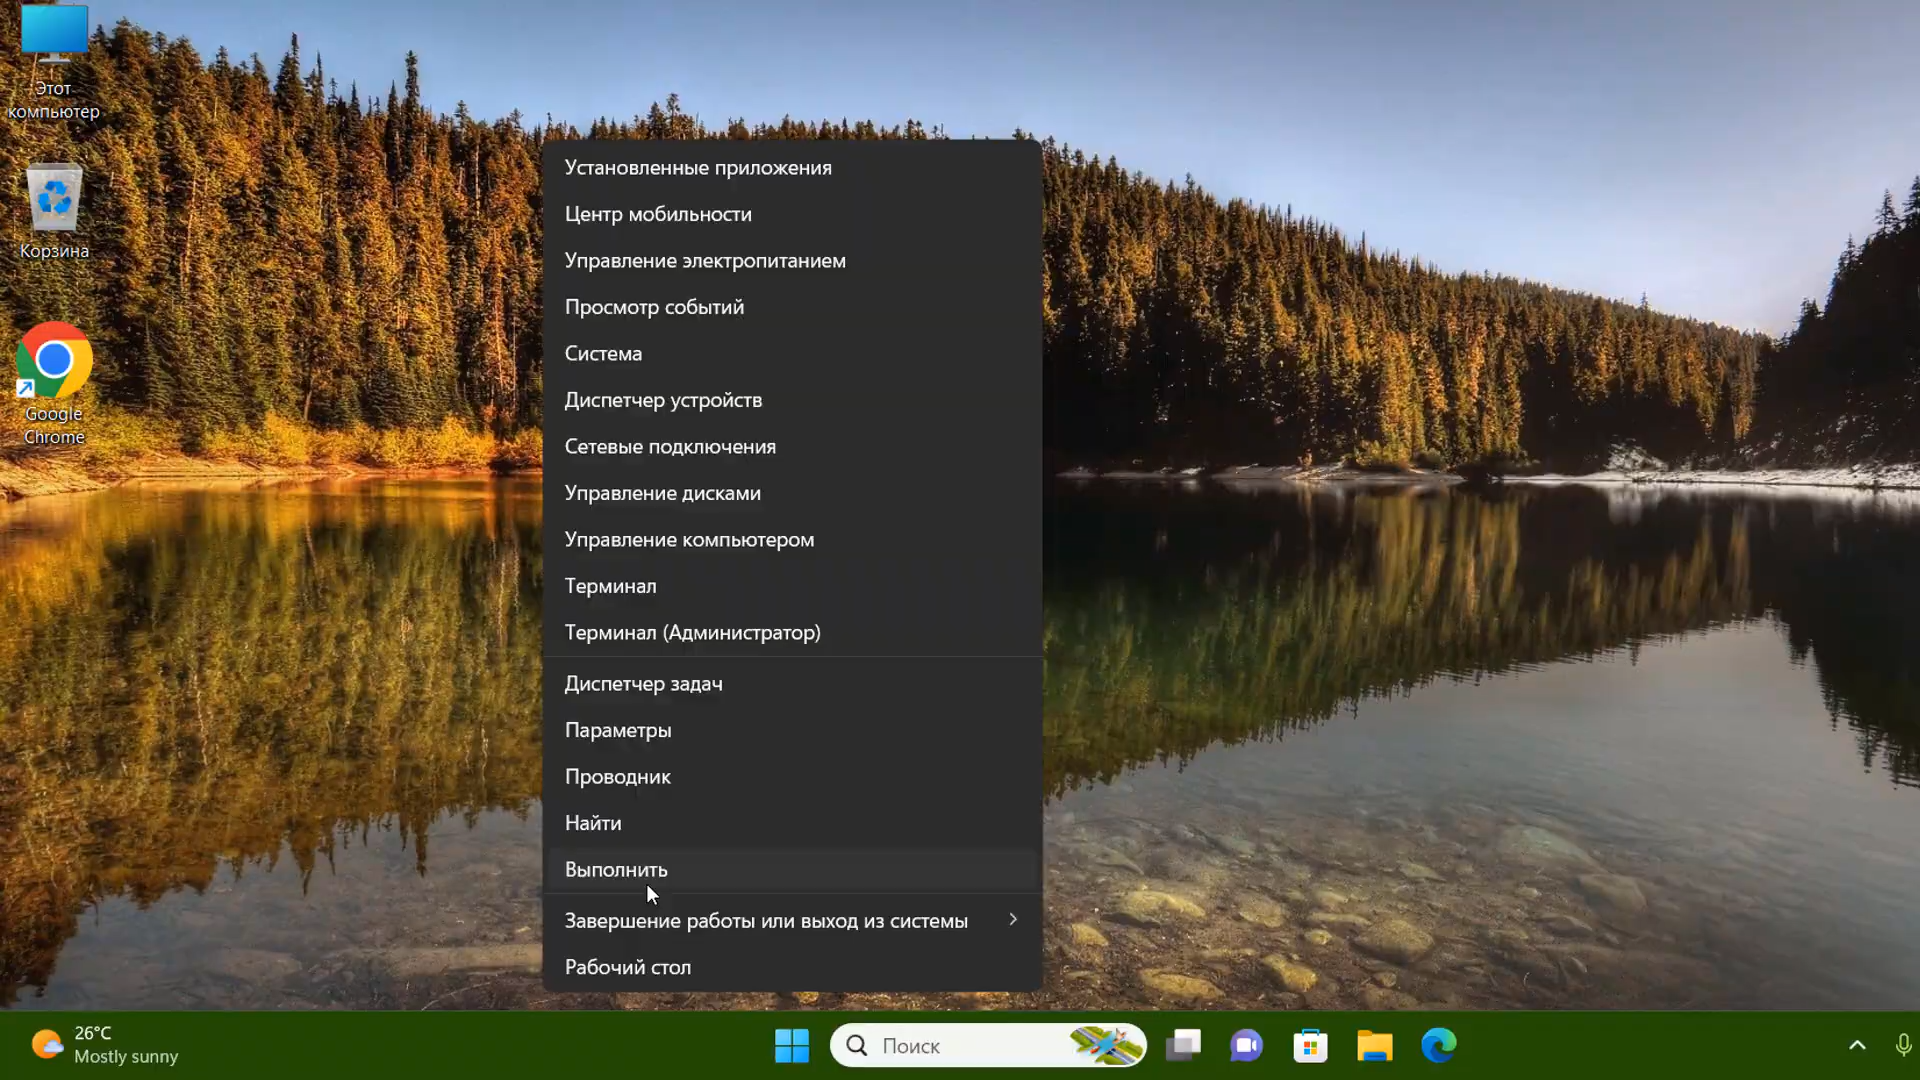 Этот
компьютер
Корзина
Google
Chrome
Установленные приложения
Центр мобильности
Управление электропитанием
Просмотр событий
Система
Диспетчер устройств
Сетевые подключения
Управление дисками
Управление компьютером
Терминал
Терминал (Администратор)
Диспетчер задач
Параметры
Проводник
Найти
Выполнить
Завершение работы или выход из системы
Рабочий стол
26°C
Mostly sunny
Поиск